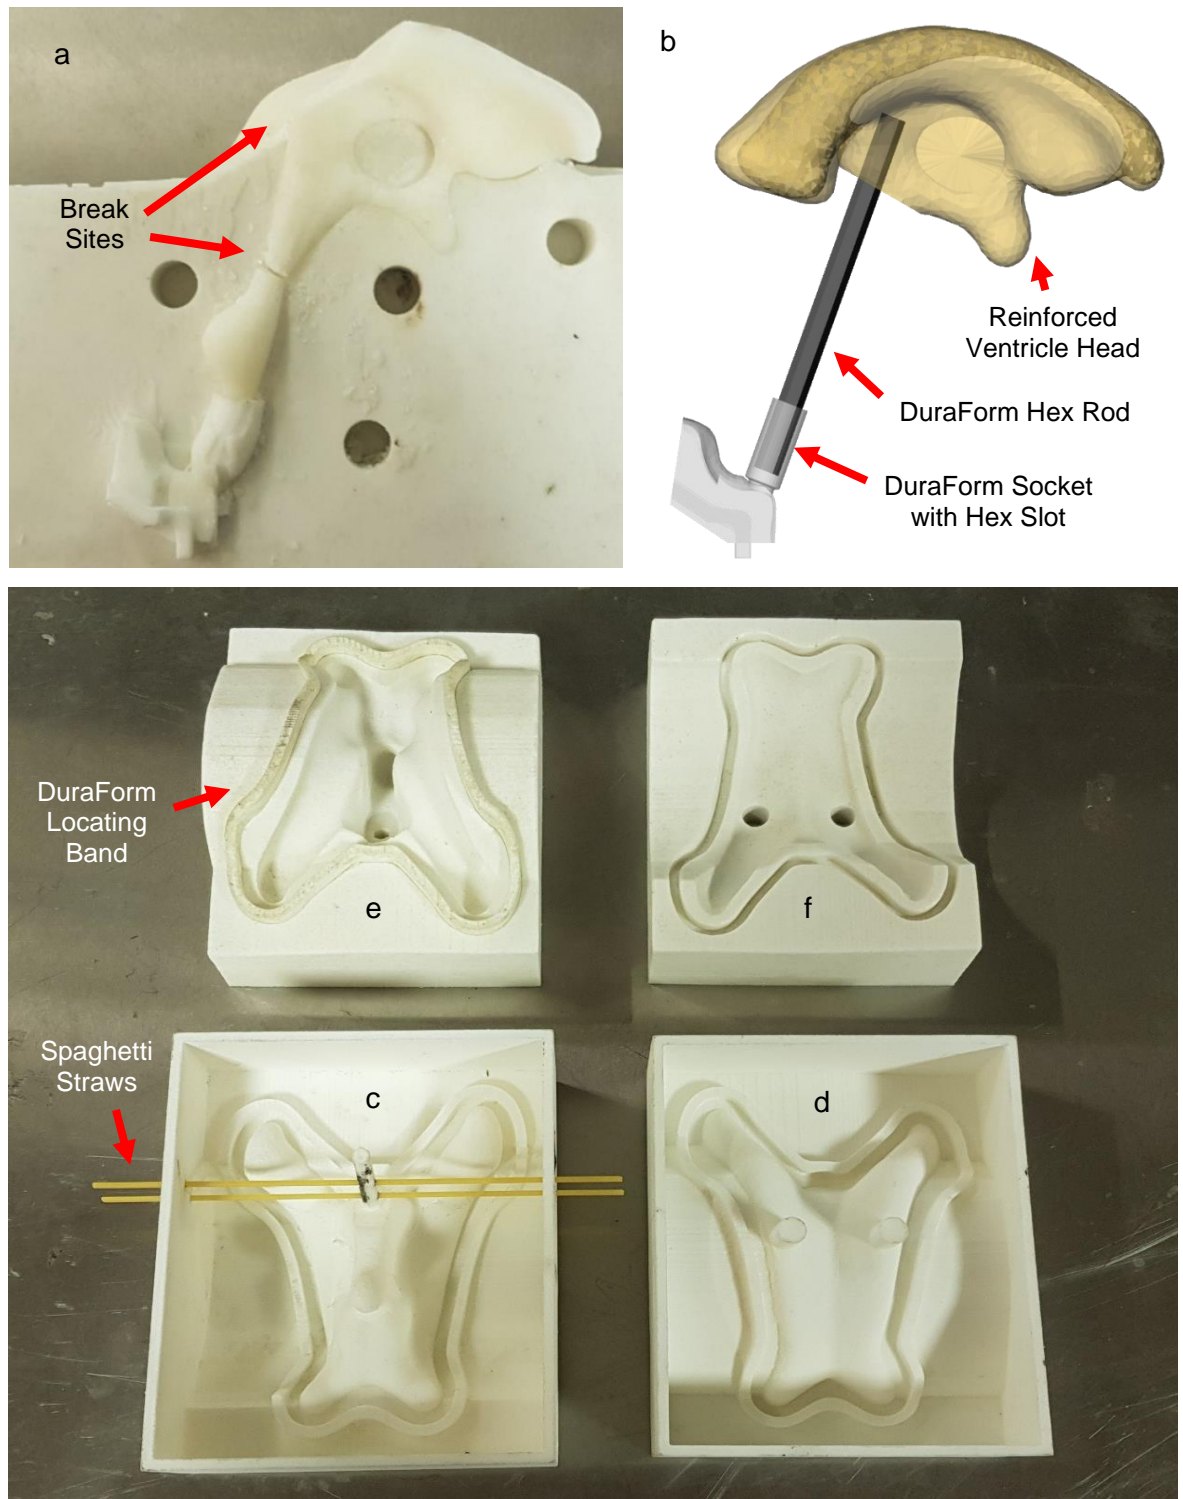 a
Break
Sites
b
Reinforced
Ventricle Head
DuraForm Hex Rod
DuraForm Socket
with Hex Slot
DuraForm
Locating
Band
e
f
Spaghetti
Straws
c
d